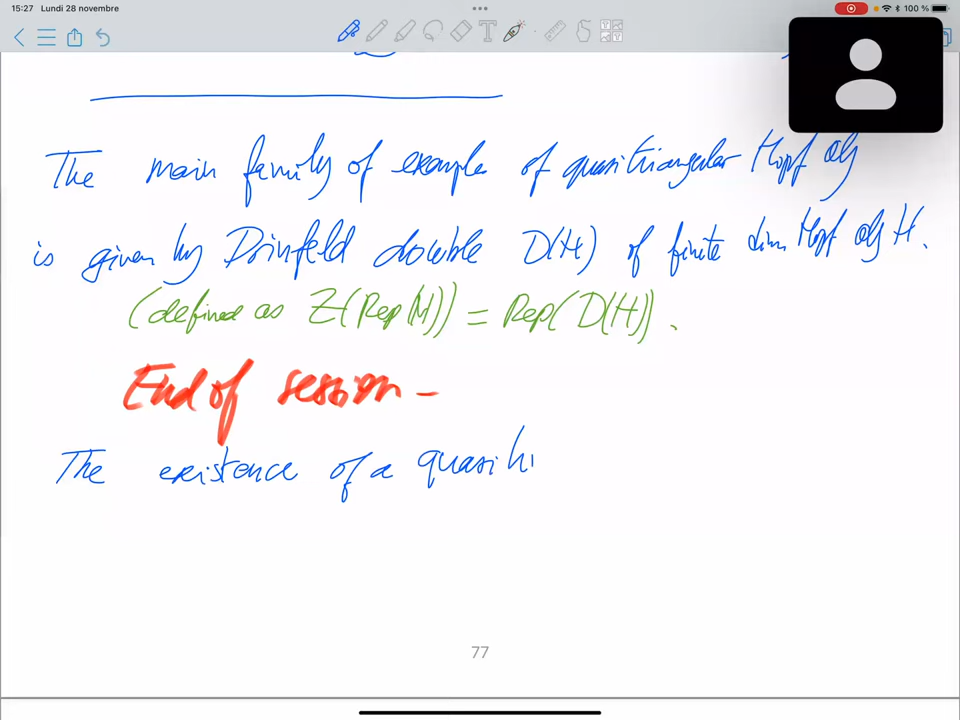 15:27 Lundi 28 novembre
100 %
The main family of example of quasitriangular Hopf alg
is given by Drinfeld double D(H) of finite dim Hopf alg H.
(defined as Z(Rep(H)) = Rep(D(H)).
End of session -
The existence of a quasi
77